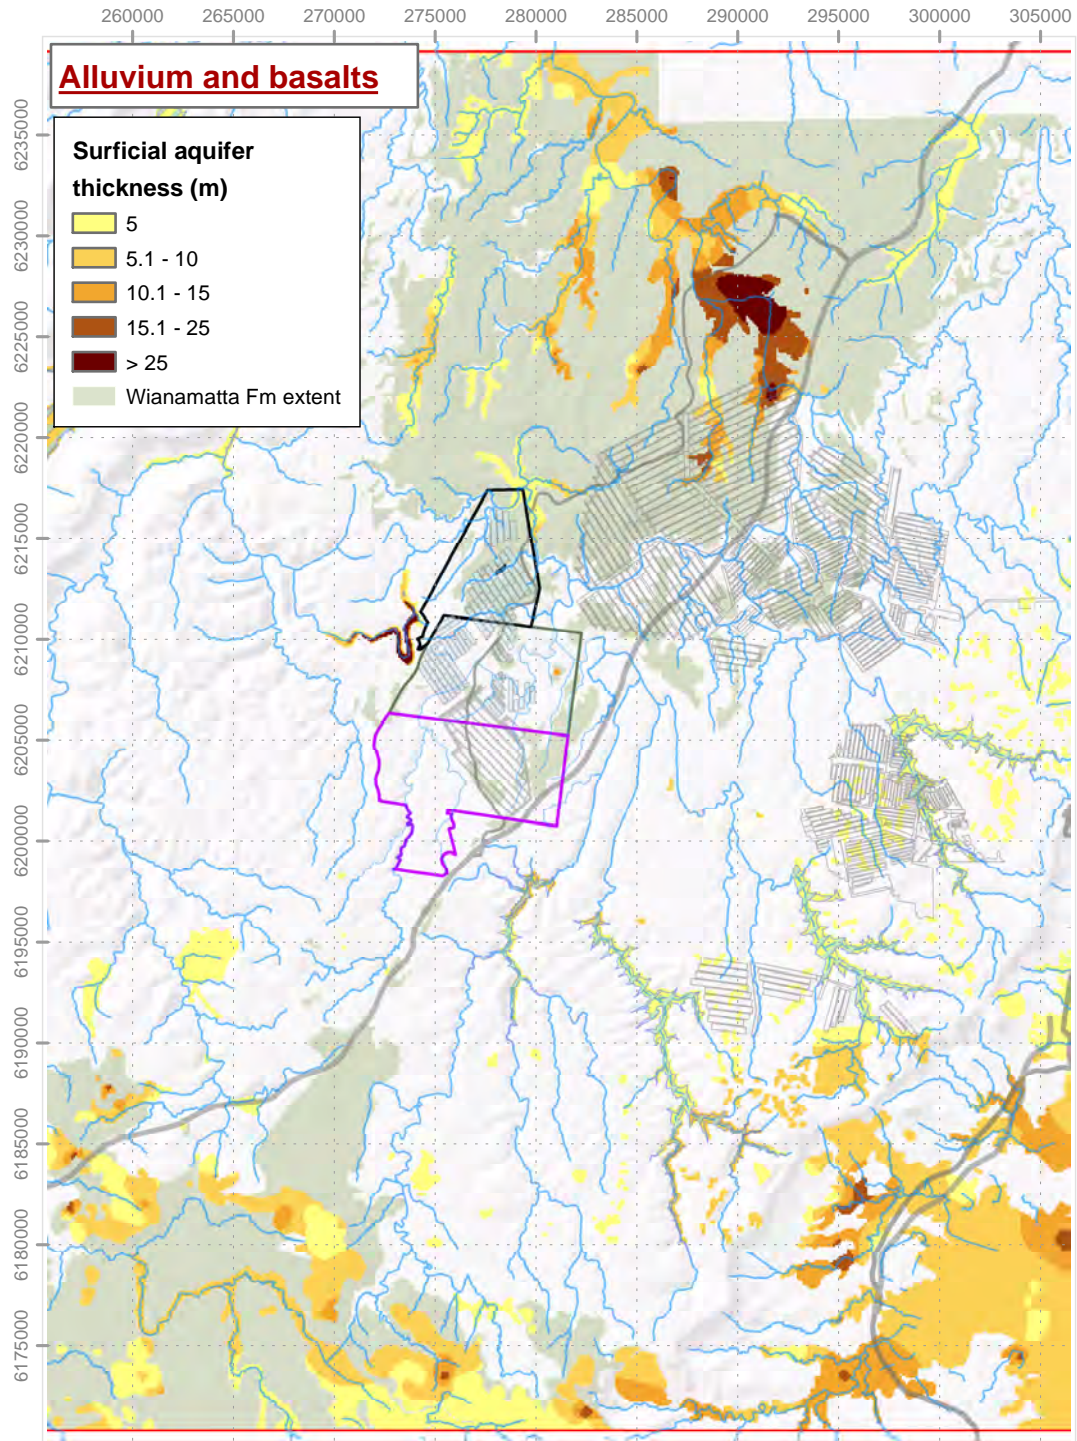 260000 265000 270000 275000 280000 285000 290000 295000 300000 305000
Alluvium and basalts
Surficial aquifer
thickness (m)
5
5.1 - 10
10.1 - 15
15.1 - 25
> 25
Wianamatta Fm extent
6235000
6230000
6225000
6220000
6215000
6210000
6205000
6200000
6195000
6190000
6185000
6180000
6175000